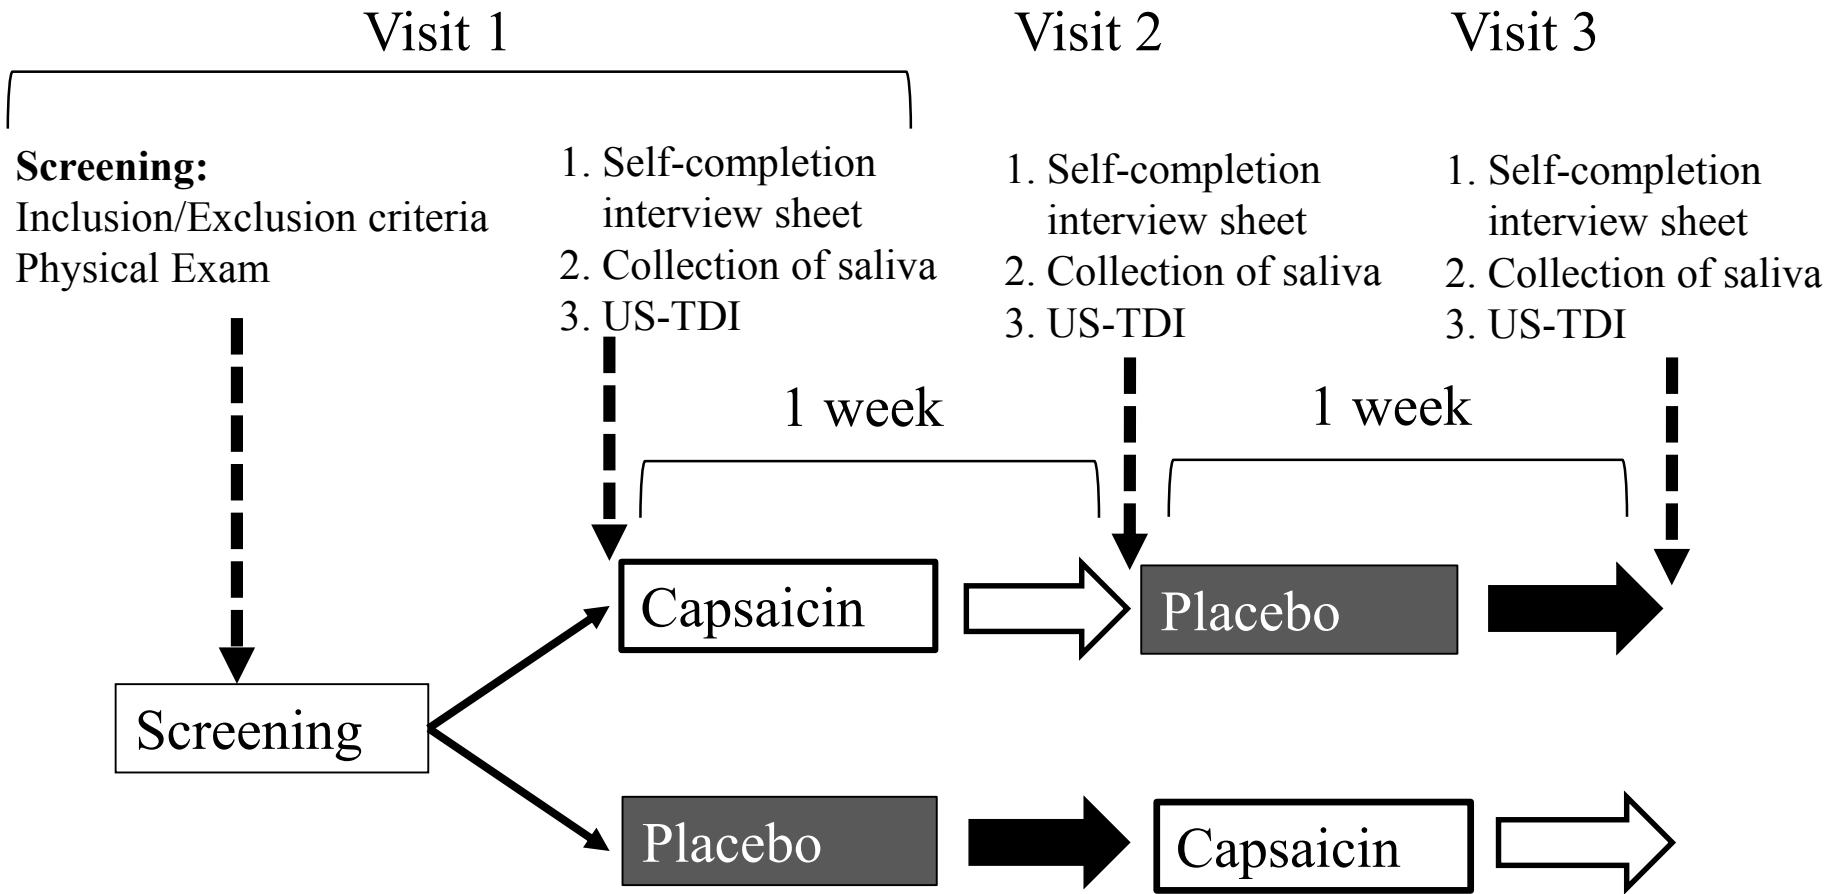 Visit 1
Visit 2
Visit 3
Screening:
Inclusion/Exclusion criteria
Physical Exam
1. Self-completion
interview sheet
2. Collection of saliva
3. US-TDI
1. Self-completion
interview sheet
2. Collection of saliva
3. US-TDI
1. Self-completion
interview sheet
2. Collection of saliva
3. US-TDI
1 week
1 week
Capsaicin
Placebo
Screening
Placebo
Capsaicin